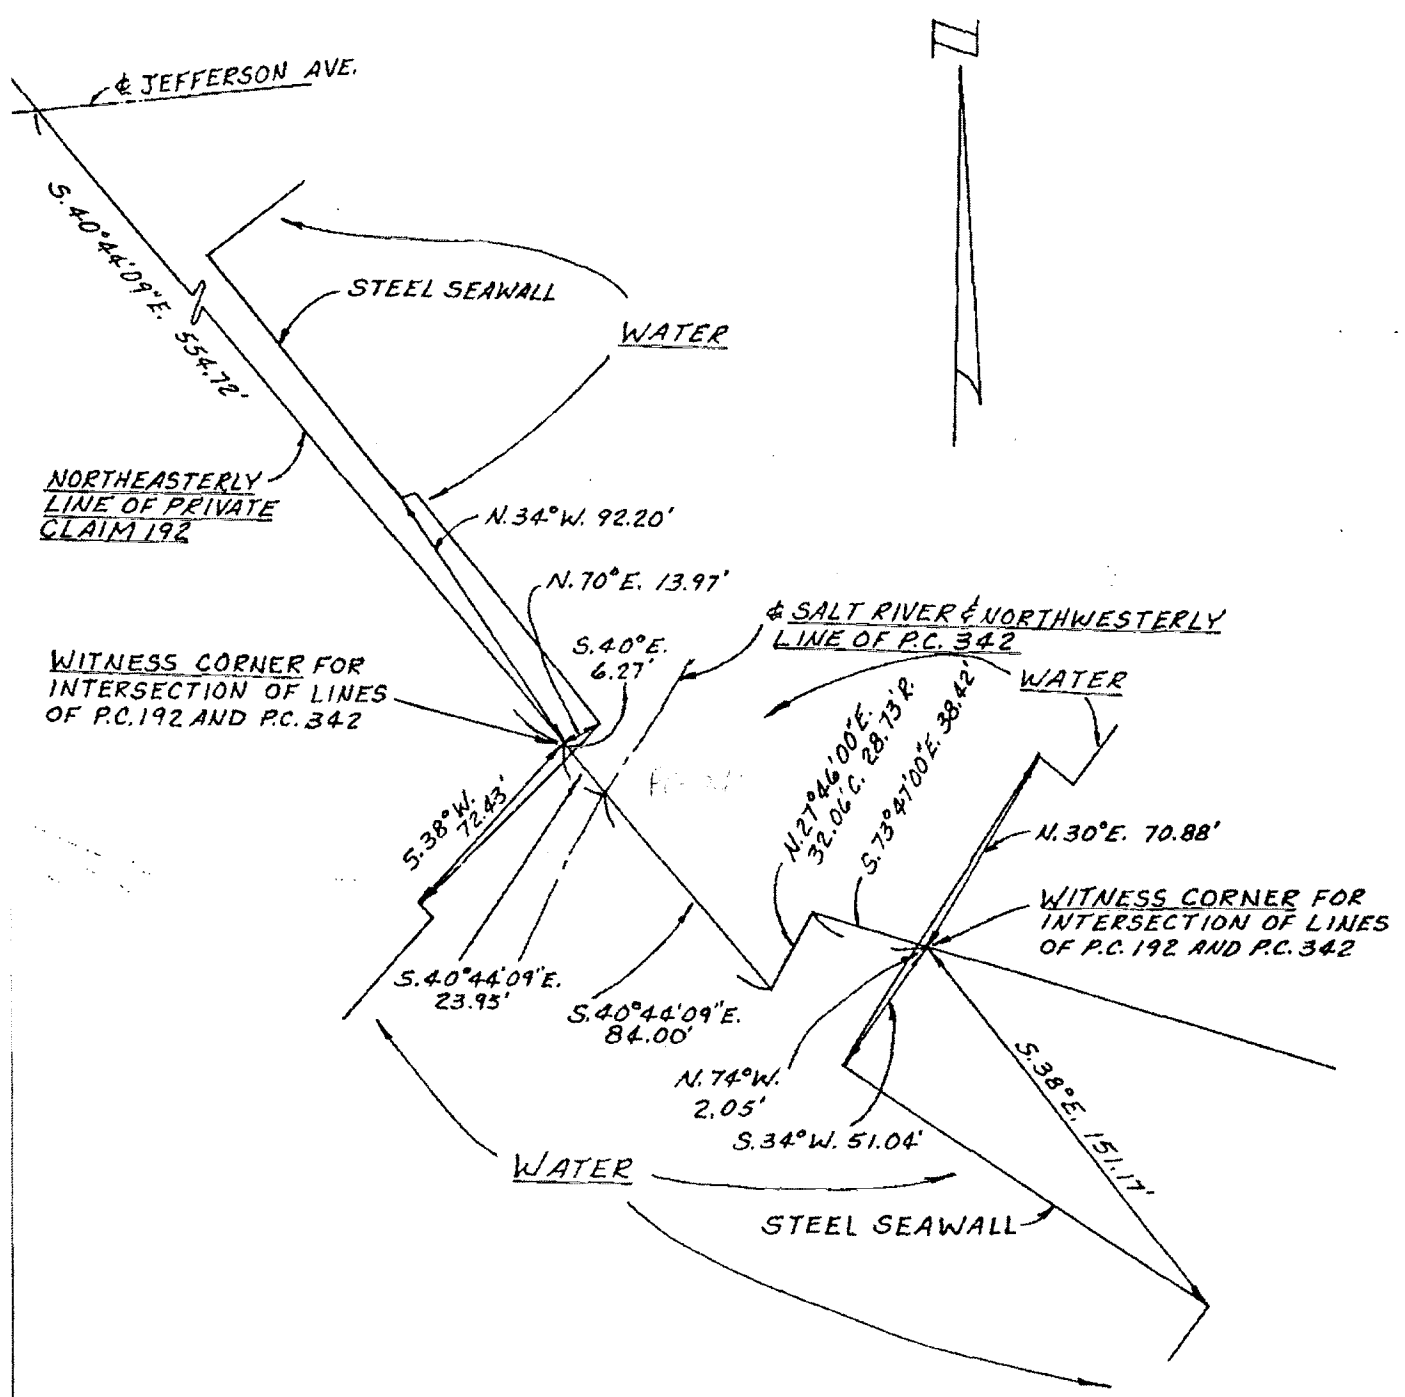 ℄ JEFFERSON AVE.
S.40°44'09"E. 554.72'
STEEL SEAWALL
WATER
NORTHEASTERLY
LINE OF PRIVATE
CLAIM 192
N.34°W. 92.20'
N.70°E. 13.97'
S.40°E.
6.27'
℄ SALT RIVER & NORTHWESTERLY
LINE OF P.C. 342
WATER
WITNESS CORNER FOR
INTERSECTION OF LINES
OF P.C. 192 AND P.C. 342
S.38°W.
72.43'
N.27°46'00"E.
32.06'C. 28.73'R.
S.73°47'00"E. 38.42'
N.30°E. 70.88'
WITNESS CORNER FOR
INTERSECTION OF LINES
OF P.C. 192 AND P.C. 342
S.40°44'09"E.
23.95'
S.40°44'09"E.
84.00'
N.74°W.
2.05'
S.34°W. 51.04'
S.38°E. 151.17'
WATER
STEEL SEAWALL